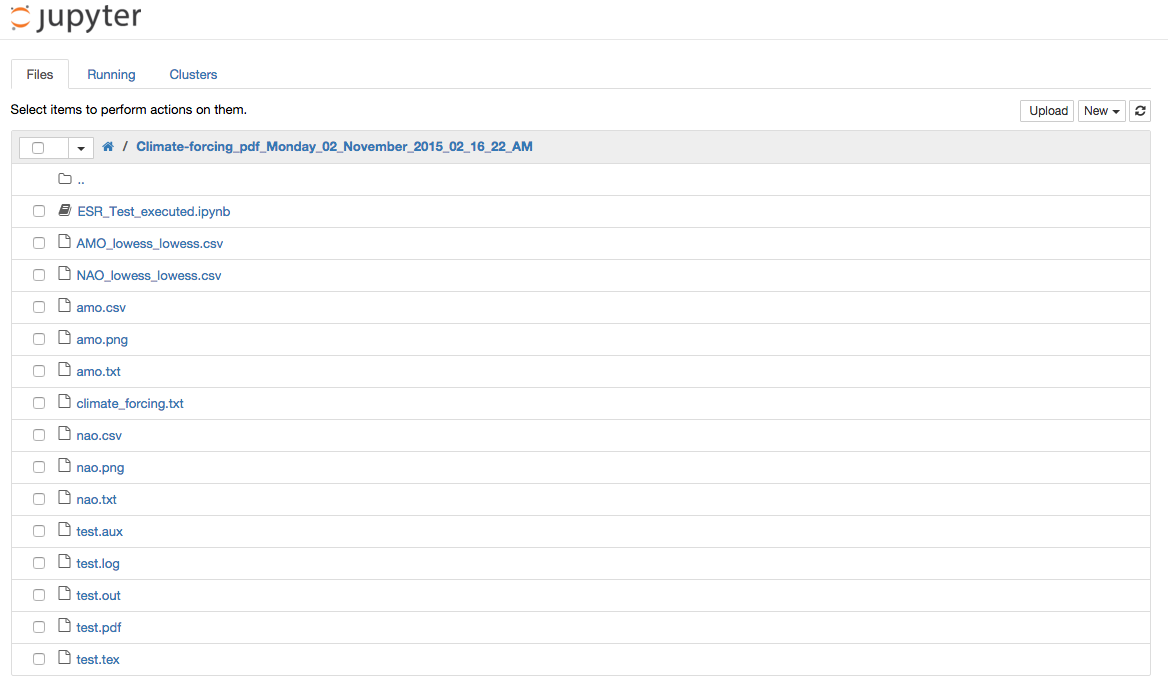 jupyter
Files Running Clusters
Select items to perform actions on them.
Upload New
/ Climate-forcing_pdf_Monday_02_November_2015_02_16_22_AM
..
ESR_Test_executed.ipynb
AMO_lowess_lowess.csv
NAO_lowess_lowess.csv
amo.csv
amo.png
amo.txt
climate_forcing.txt
nao.csv
nao.png
nao.txt
test.aux
test.log
test.out
test.pdf
test.tex